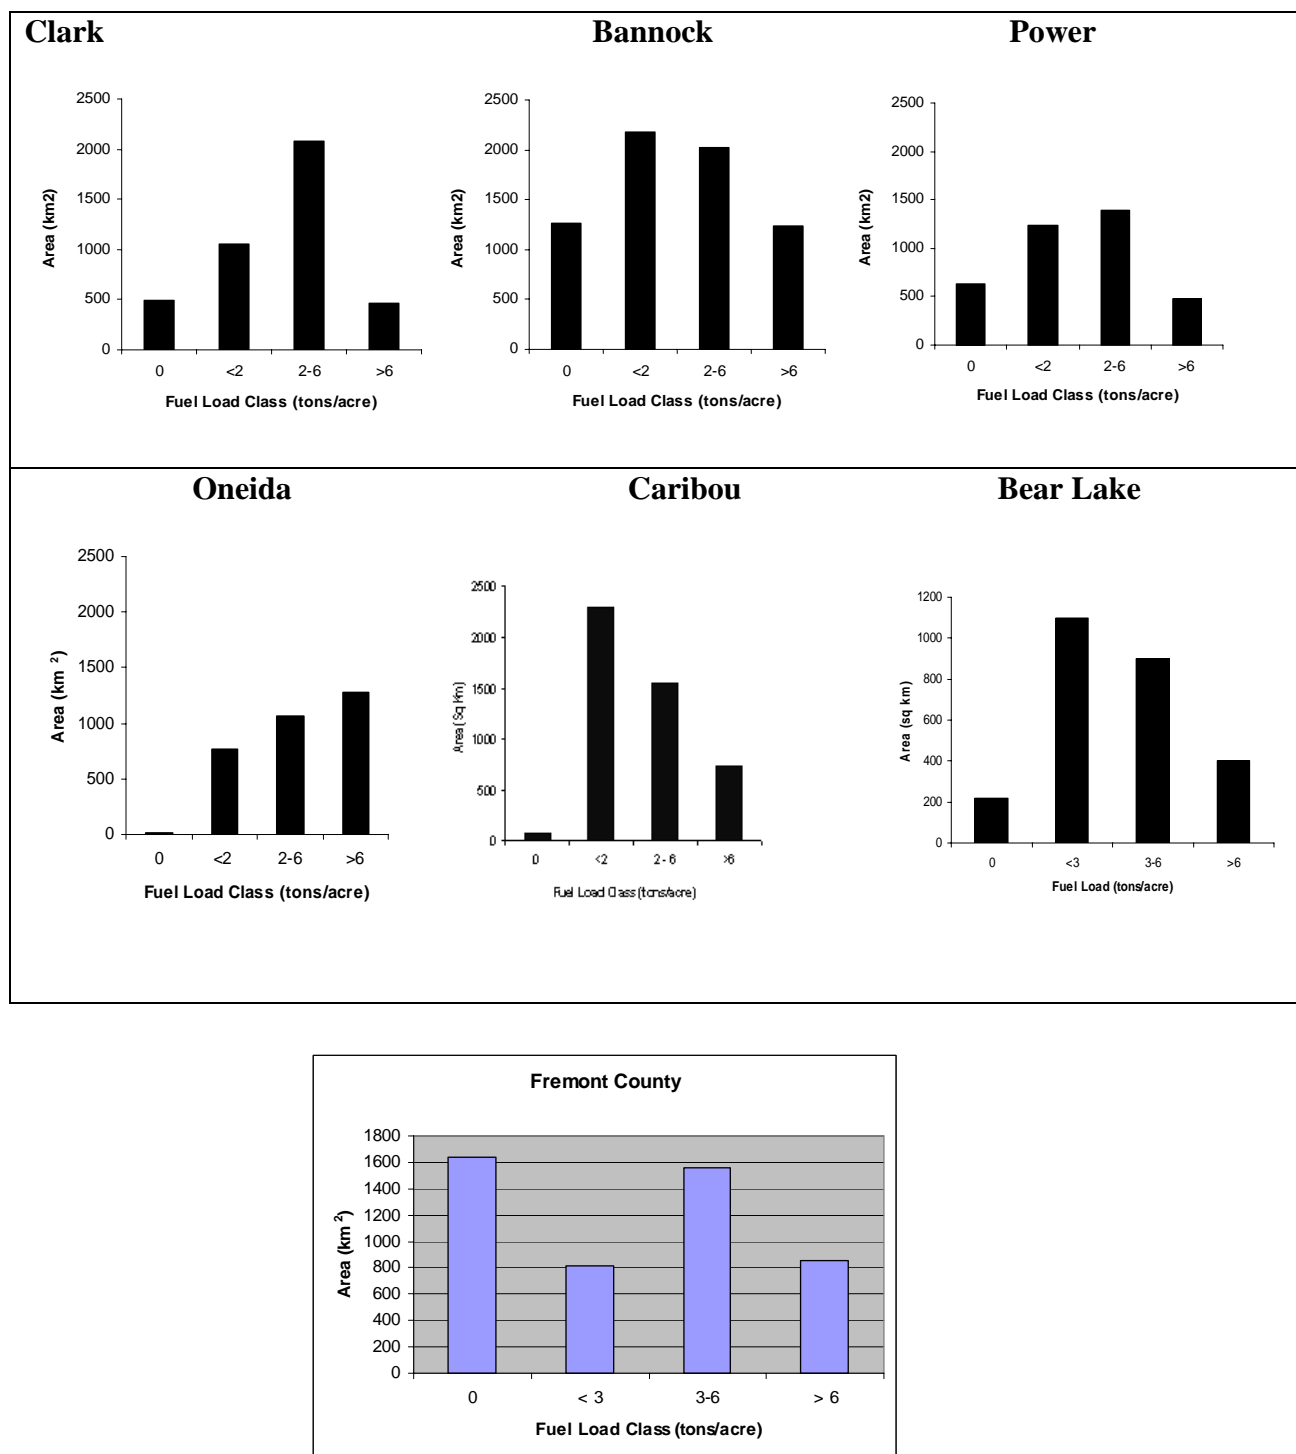 Clark
Bannock
Power
2500
2000
1500
1000
500
0
Area (km2)
0 <2 2-6 >6
Fuel Load Class (tons/acre)
2500
2000
1500
1000
500
0
Area (km2)
0 <2 2-6 >6
Fuel Load Class (tons/acre)
2500
2000
1500
1000
500
0
Area (km2)
0 <2 2-6 >6
Fuel Load Class (tons/acre)
Oneida
Caribou
Bear Lake
2500
2000
1500
1000
500
0
Area (km ²)
0 <2 2-6 >6
Fuel Load Class (tons/acre)
2500
2000
1500
1000
500
0
Area (Sq Km)
0 <2 2-6 >6
Fuel Load Class (tons/acre)
1200
1000
800
600
400
200
0
Area (sq km)
0 <3 3-6 >6
Fuel Load (tons/acre)
Fremont County
1800
1600
1400
1200
1000
800
600
400
200
0
Area (km ²)
0 < 3 3-6 > 6
Fuel Load Class (tons/acre)